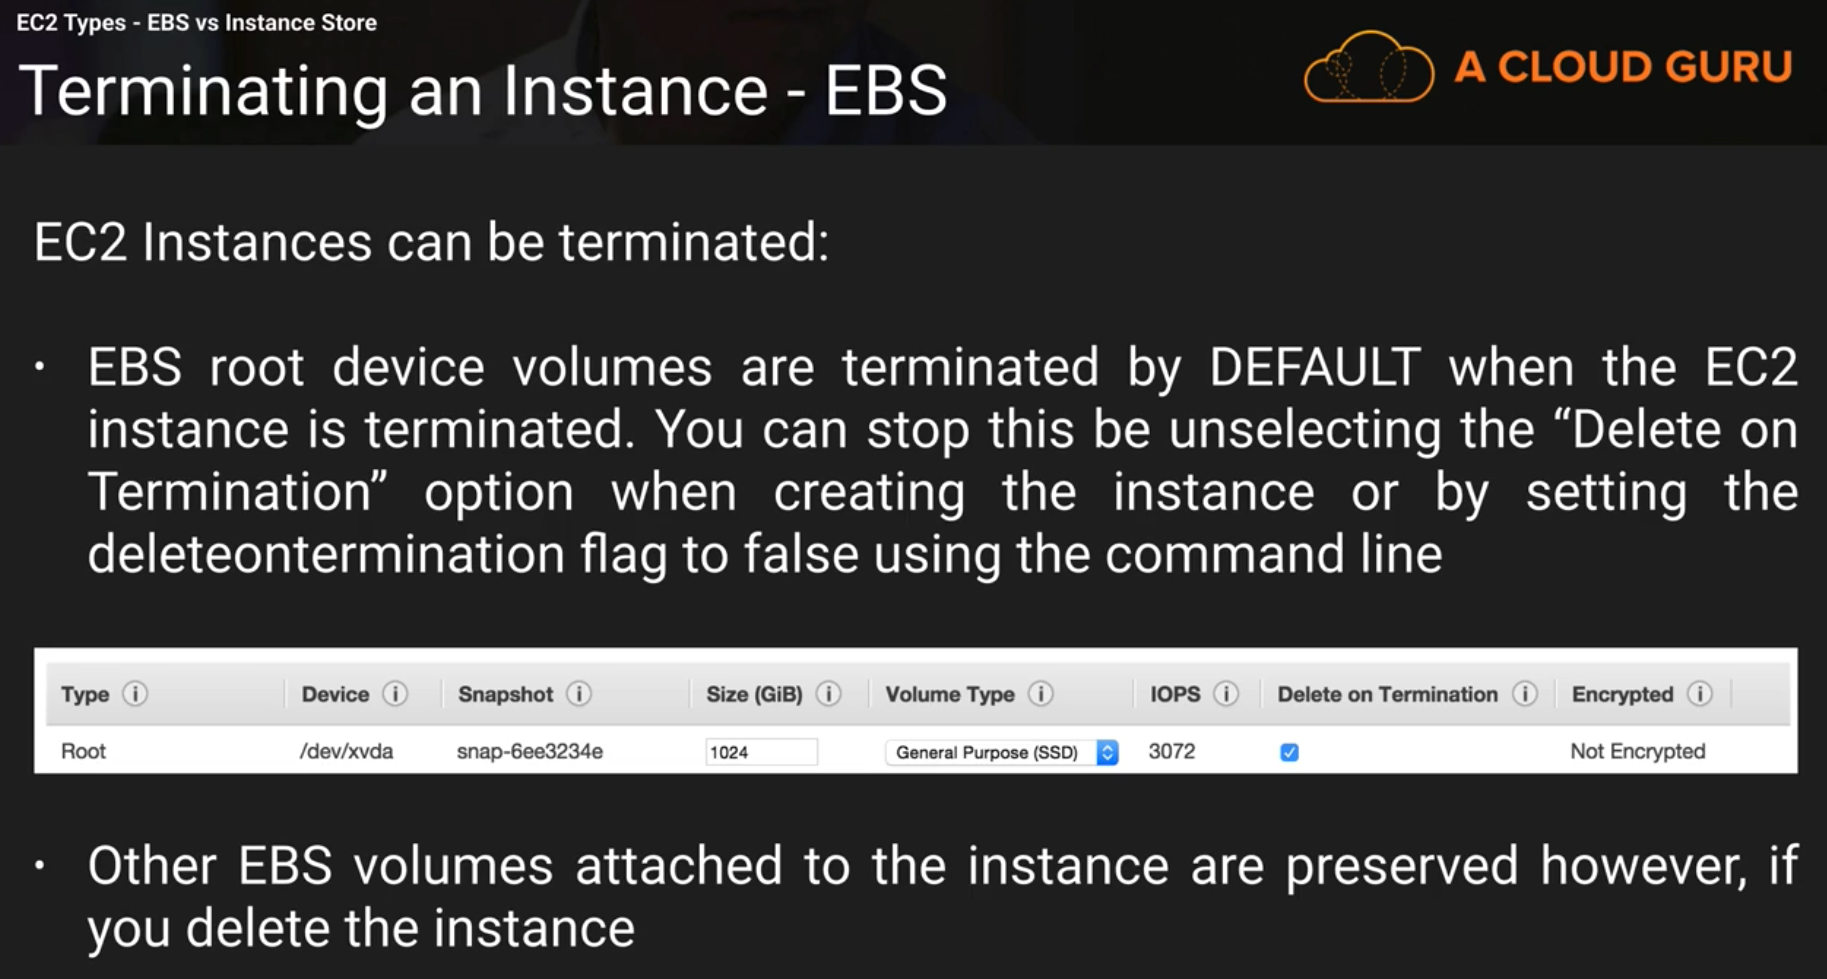 EC2 Types - EBS vs Instance Store
Terminating an Instance - EBS
A CLOUD GURU
EC2 Instances can be terminated:
• EBS root device volumes are terminated by DEFAULT when the EC2
instance is terminated. You can stop this be unselecting the “Delete on
Termination” option when creating the instance or by setting the
deleteontermination flag to false using the command line
Type i Device i Snapshot i Size (GiB) i Volume Type i IOPS i Delete on Termination i Encrypted i
Root /dev/xvda snap-6ee3234e 1024 General Purpose (SSD) 3072 Not Encrypted
• Other EBS volumes attached to the instance are preserved however, if
you delete the instance